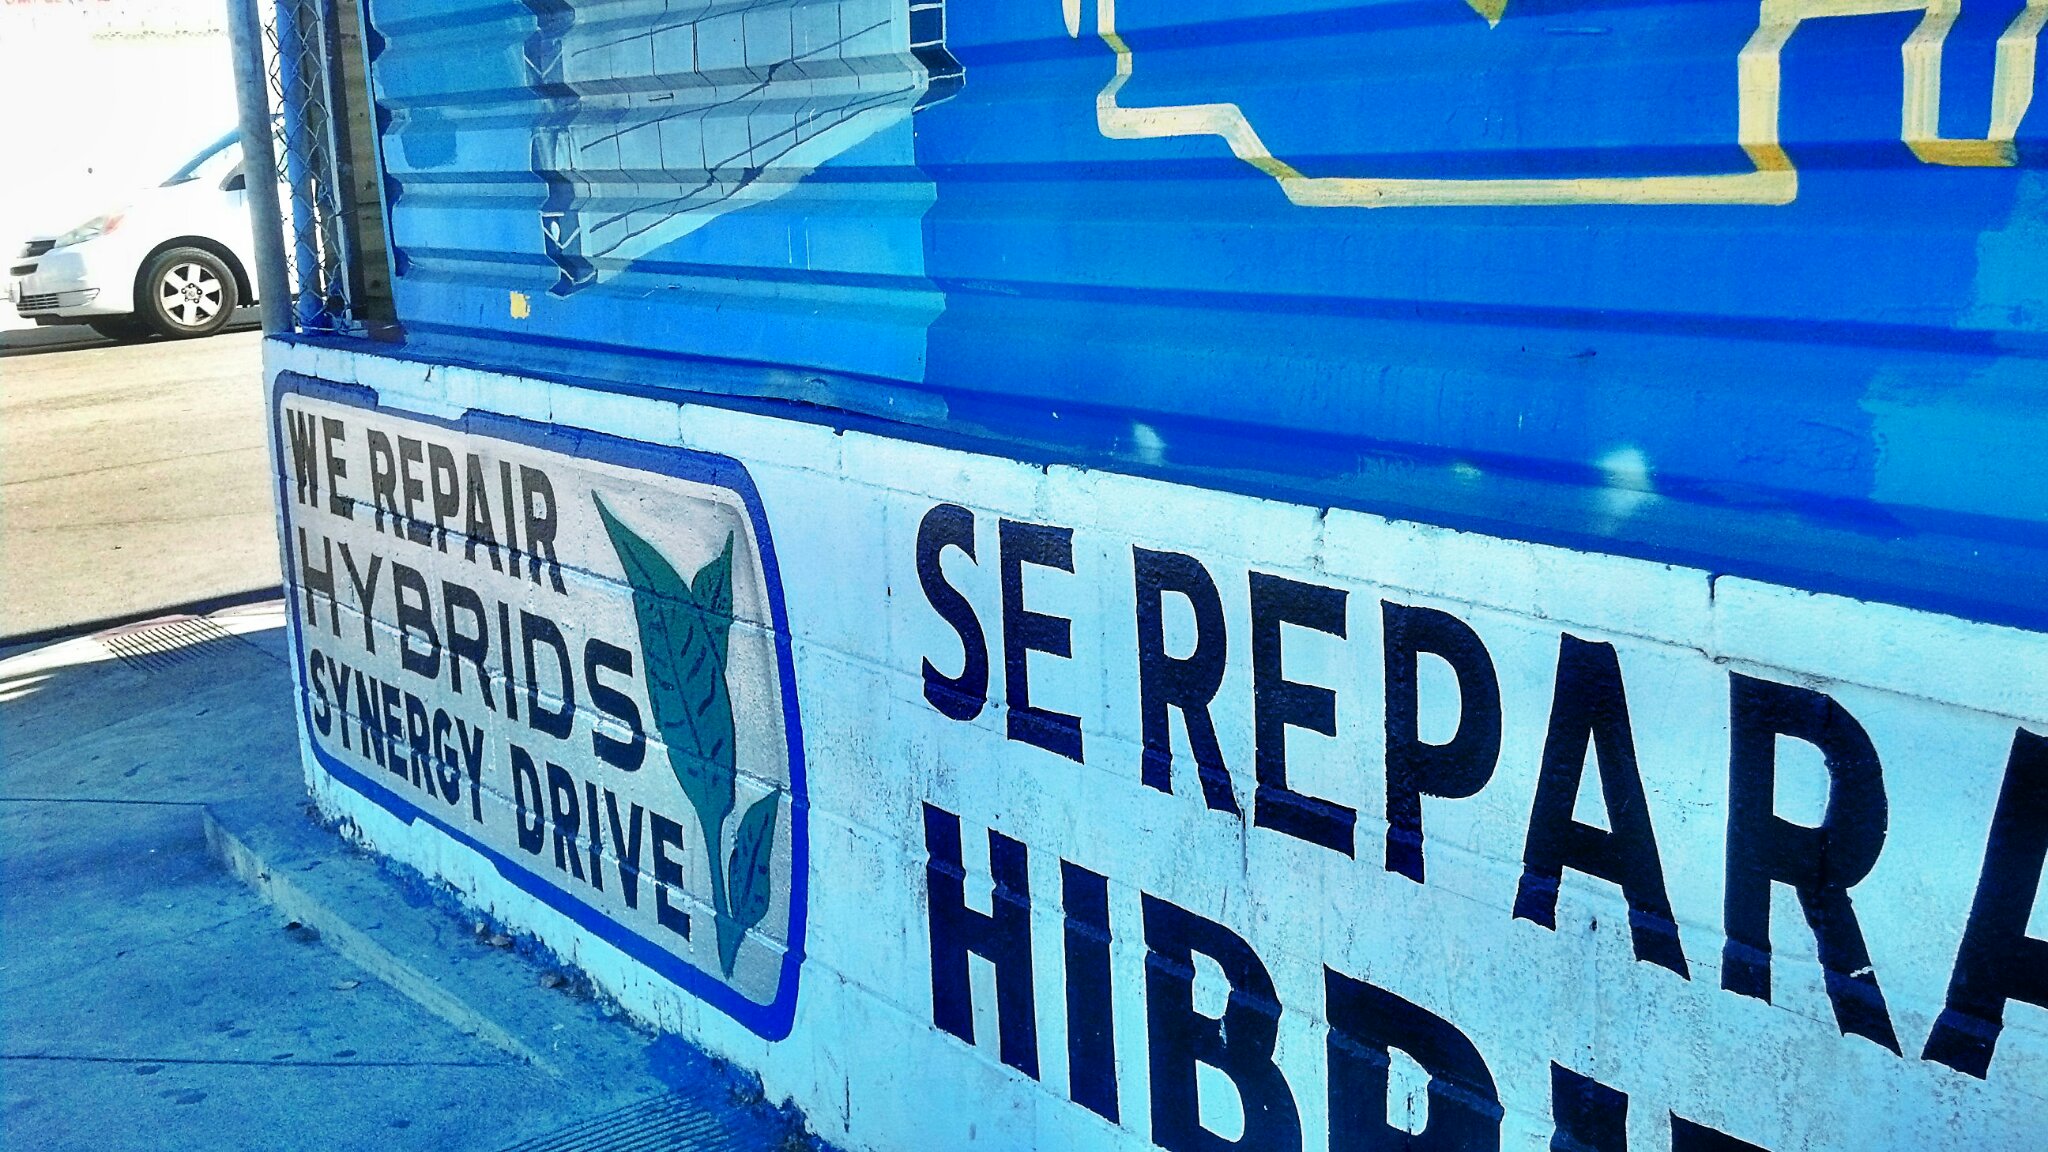 WE REPAIR
HYBRIDS
SYNERGY DRIVE
SE REPARA